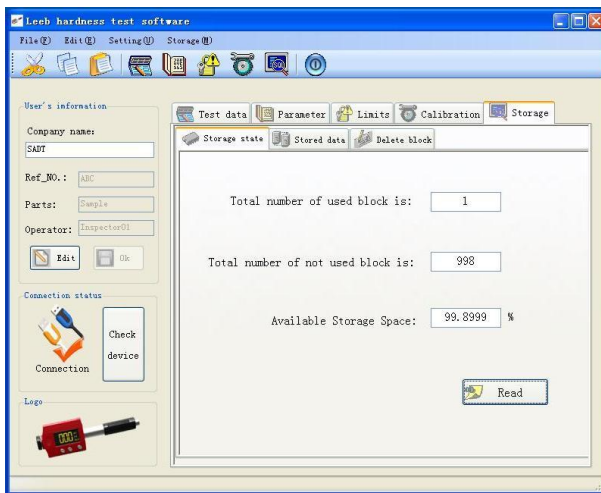 Leeb hardness test software
File(F) Edit(E) Setting(U) Storage(M)
User's information
Company name:
SADT
Ref_NO.: ABC
Parts: Sample
Operator: Inspector01
Edit Ok
Connection status
Connection
Check device
Logo
Test data Parameter Limits Calibration Storage
Storage state Stored data Delete block
Total number of used block is: 1
Total number of not used block is: 998
Available Storage Space: 99.8999 %
Read